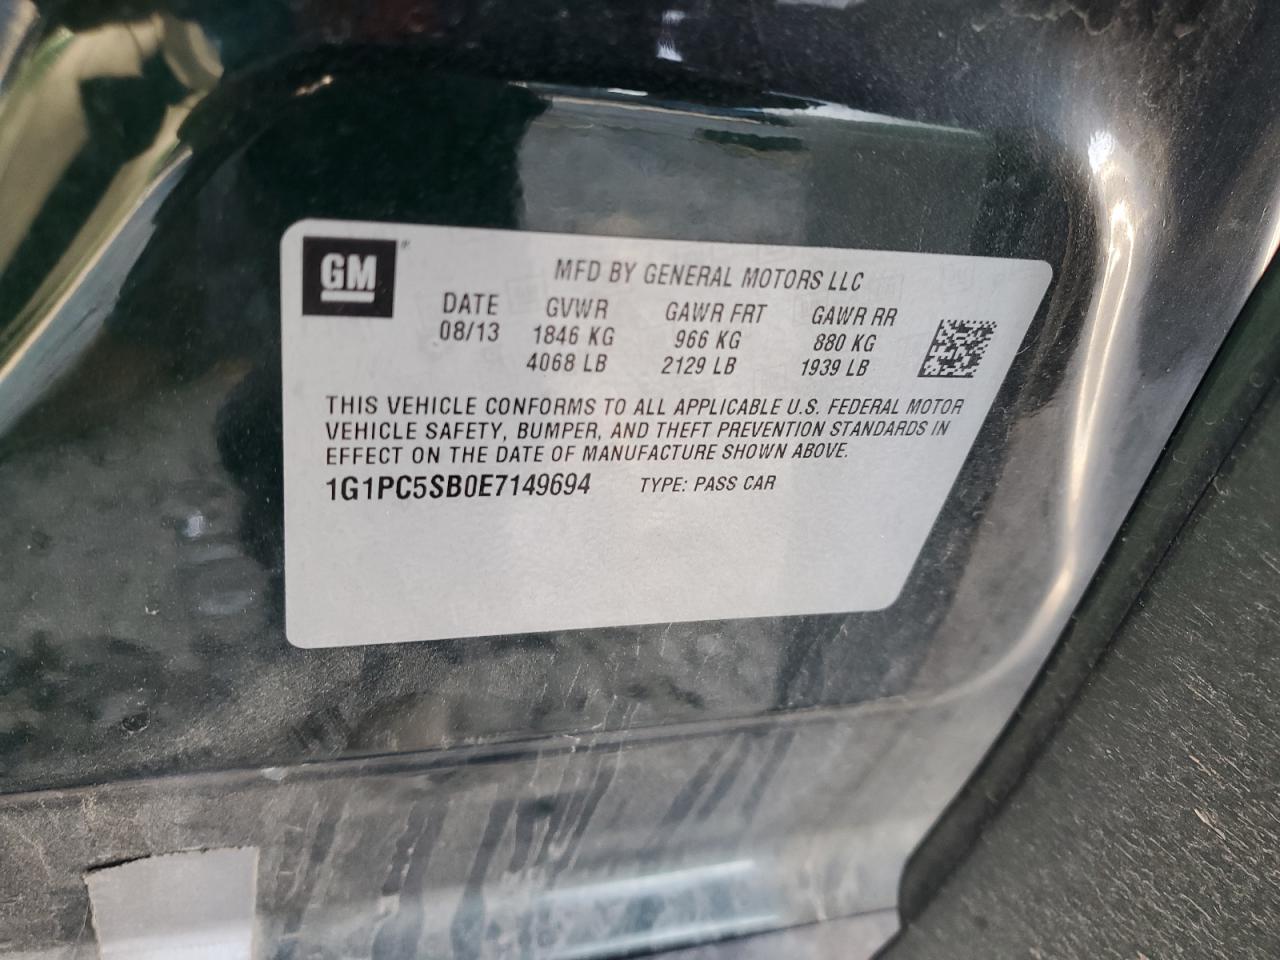 GM
MFD BY GENERAL MOTORS LLC
DATE GVWR GAWR FRT GAWR RR
08/13 1846 KG 966 KG 880 KG
4068 LB 2129 LB 1939 LB
THIS VEHICLE CONFORMS TO ALL APPLICABLE U.S. FEDERAL MOTOR
VEHICLE SAFETY, BUMPER, AND THEFT PREVENTION STANDARDS IN
EFFECT ON THE DATE OF MANUFACTURE SHOWN ABOVE.
1G1PC5SB0E7149694 TYPE: PASS CAR